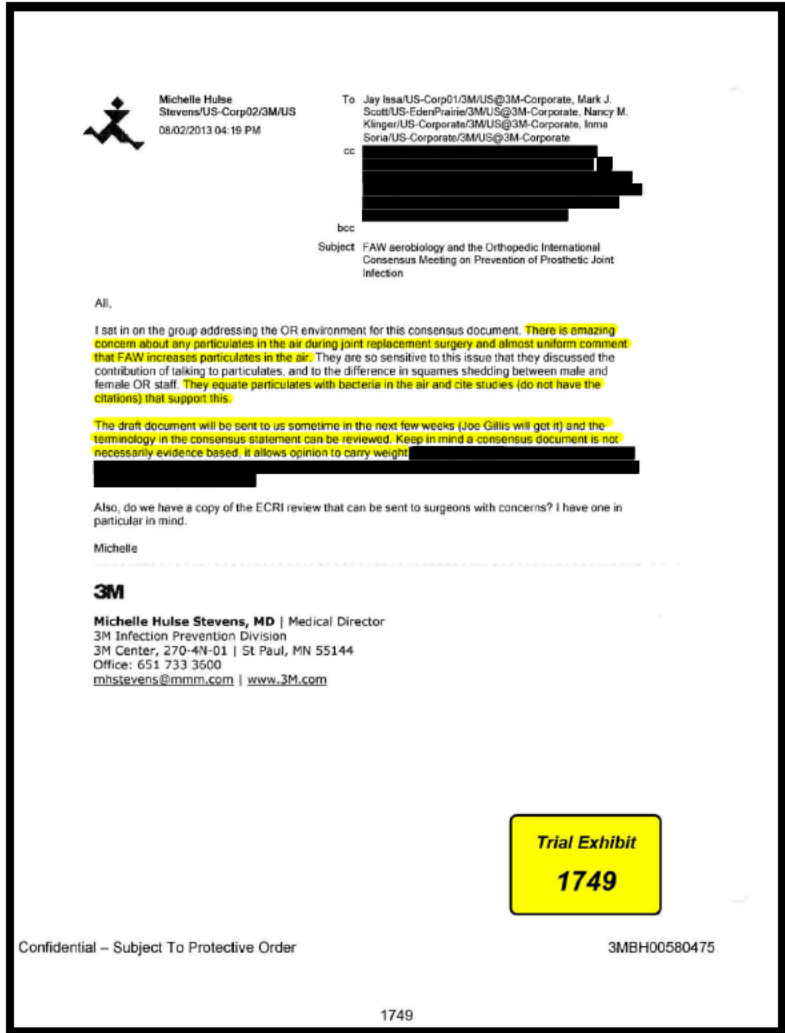 Michelle Hulse
Stevens/US-Corp02/3M/US
08/02/2013 04:19 PM
To Jay Issa/US-Corp01/3M/US@3M-Corporate, Mark J.
Scott/US-EdenPrairie/3M/US@3M-Corporate, Nancy M.
Klinger/US-Corporate/3M/US@3M-Corporate, Inma
Soria/US-Corporate/3M/US@3M-Corporate
cc
bcc
Subject FAW aerobiology and the Orthopedic International
Consensus Meeting on Prevention of Prosthetic Joint
Infection
All,
I sat in on the group addressing the OR environment for this consensus document. There is amazing
concern about any particulates in the air during joint replacement surgery and almost uniform comment
that FAW increases particulates in the air. They are so sensitive to this issue that they discussed the
contribution of talking to particulates, and to the difference in squames shedding between male and
female OR staff. They equate particulates with bacteria in the air and cite studies (do not have the
citations) that support this.
The draft document will be sent to us sometime in the next few weeks (Joe Gillis will get it) and the
terminology in the consensus statement can be reviewed. Keep in mind a consensus document is not
necessarily evidence based, it allows opinion to carry weight
Also, do we have a copy of the ECRI review that can be sent to surgeons with concerns? I have one in
particular in mind.
Michelle
3M
Michelle Hulse Stevens, MD | Medical Director
3M Infection Prevention Division
3M Center, 270-4N-01 | St Paul, MN 55144
Office: 651 733 3600
mhstevens@mmm.com | www.3M.com
Trial Exhibit
1749
Confidential – Subject To Protective Order
3MBH00580475
1749